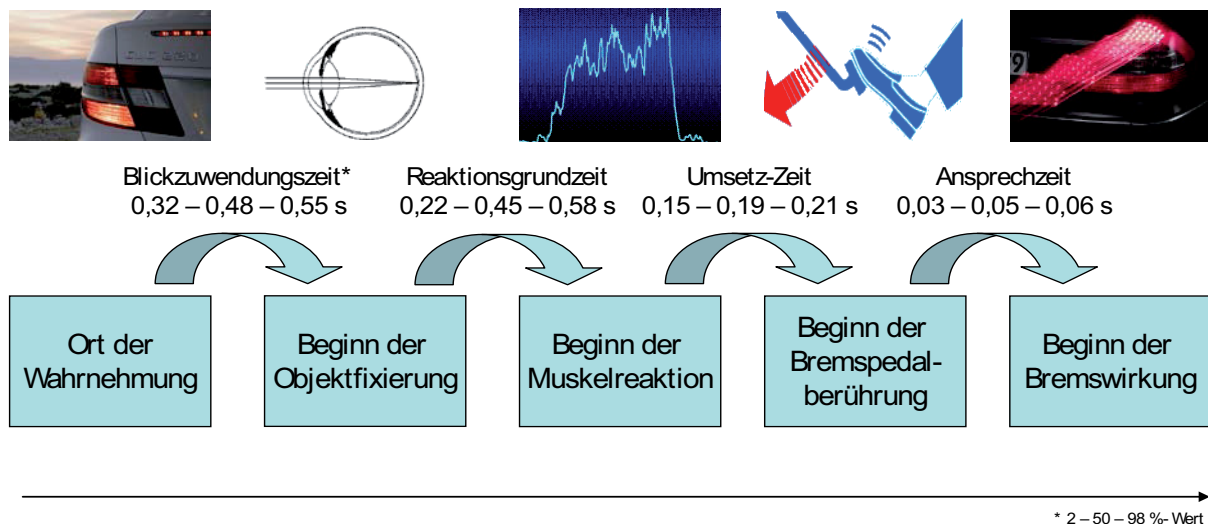 Blickzuwendungszeit*
0,32 – 0,48 – 0,55 s
Reaktionsgrundzeit
0,22 – 0,45 – 0,58 s
Umsetz-Zeit
0,15 – 0,19 – 0,21 s
Ansprechzeit
0,03 – 0,05 – 0,06 s
Ort der
Wahrnehmung
Beginn der
Objektfixierung
Beginn der
Muskelreaktion
Beginn der
Bremspedal-
berührung
Beginn der
Bremswirkung
* 2 – 50 – 98 %- Wert